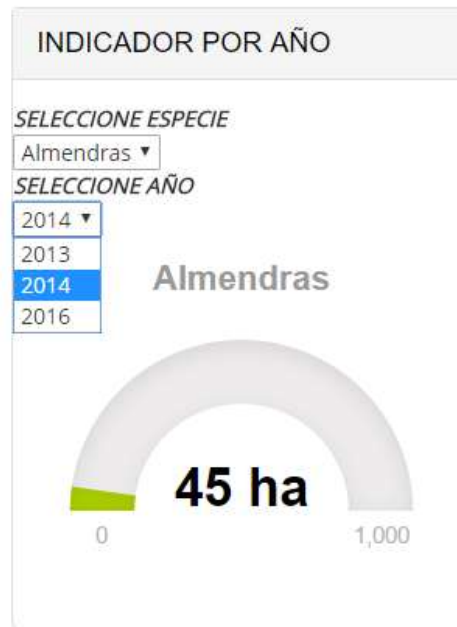 INDICADOR POR AÑO
SELECCIONE ESPECIE
Almendras
SELECCIONE AÑO
2014
2013
2014
2016
Almendras
45 ha
0 1,000